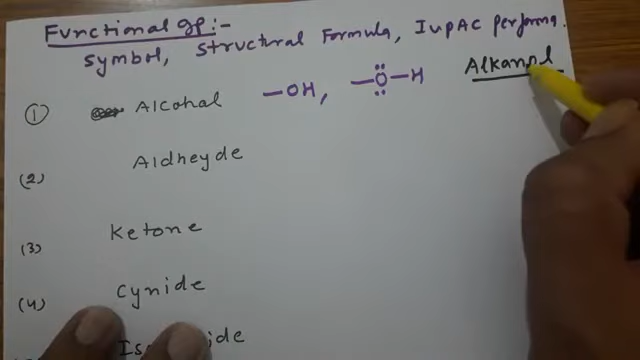 Functional gp:-
Symbol, Structural Formula, IUPAC performa.
① Alcohal —OH, —O—H Alkanol
(2) Aldheyde
(3) Ketone
(4) Cynide